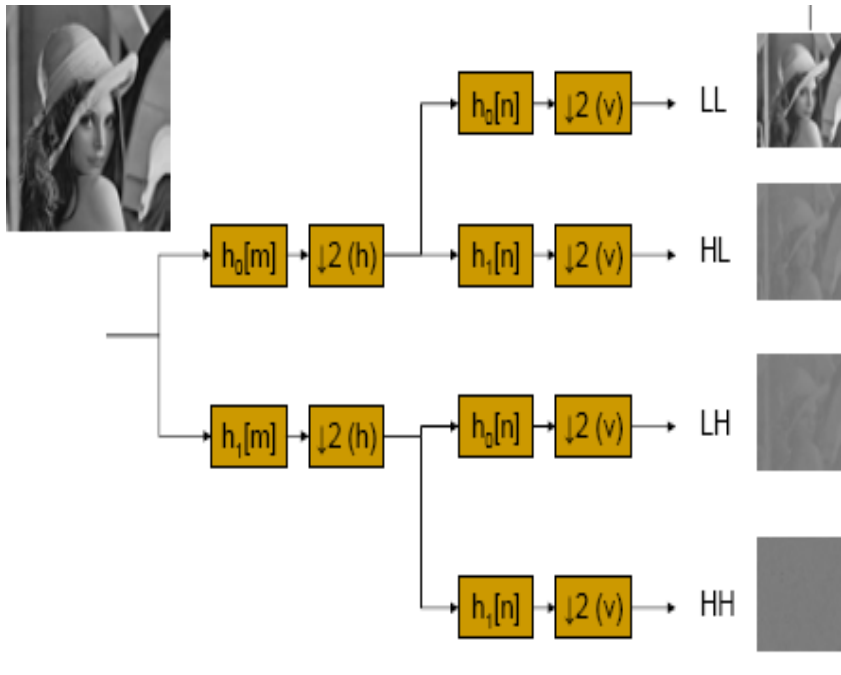 h₀[n] ↓2 (v) LL
h₀[m] ↓2 (h) h₁[n] ↓2 (v) HL
h₁[m] ↓2 (h) h₀[n] ↓2 (v) LH
h₁[n] ↓2 (v) HH